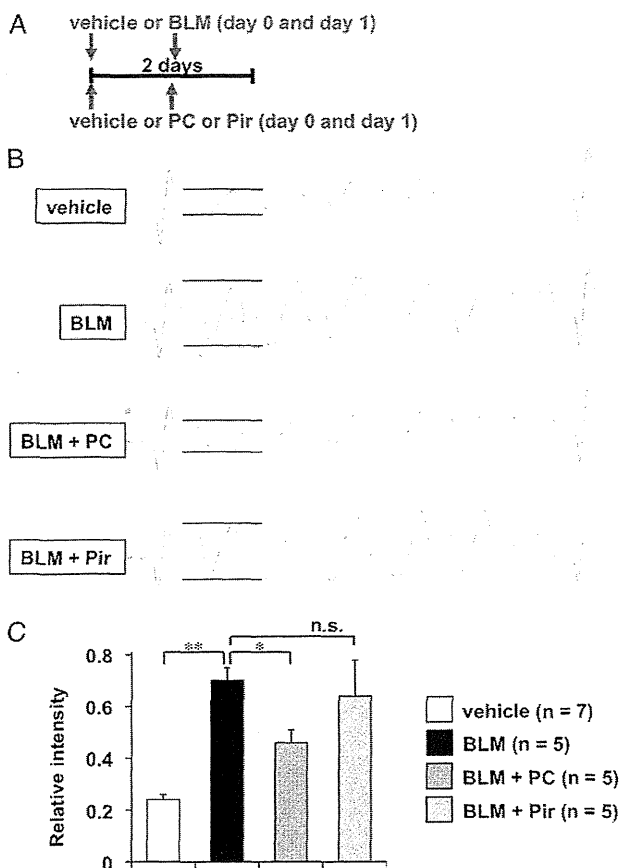 A
vehicle or BLM (day 0 and day 1)
2 days
vehicle or PC or Pir (day 0 and day 1)
B
vehicle
BLM
BLM + PC
BLM + Pir
C
n.s.
** *
0.8
0.6
0.4
0.2
0
Relative intensity
vehicle (n = 7)
BLM (n = 5)
BLM + PC (n = 5)
BLM + Pir (n = 5)